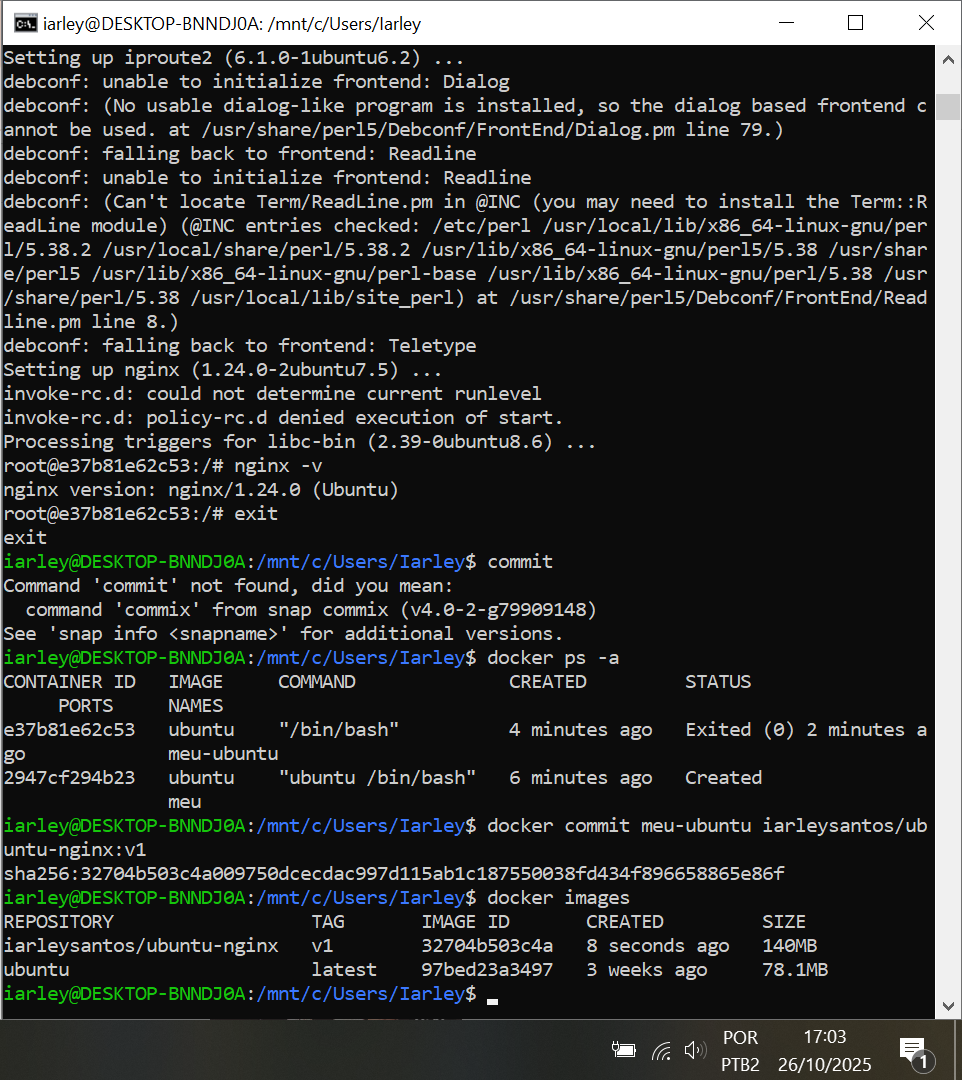 iarley@DESKTOP-BNNDJ0A: /mnt/c/Users/Iarley
Setting up iproute2 (6.1.0-1ubuntu6.2) ...
debconf: unable to initialize frontend: Dialog
debconf: (No usable dialog-like program is installed, so the dialog based frontend c
annot be used. at /usr/share/perl5/Debconf/FrontEnd/Dialog.pm line 79.)
debconf: falling back to frontend: Readline
debconf: unable to initialize frontend: Readline
debconf: (Can't locate Term/ReadLine.pm in @INC (you may need to install the Term::R
eadLine module) (@INC entries checked: /etc/perl /usr/local/lib/x86_64-linux-gnu/per
l/5.38.2 /usr/local/share/perl/5.38.2 /usr/lib/x86_64-linux-gnu/perl5/5.38 /usr/shar
e/perl5 /usr/lib/x86_64-linux-gnu/perl-base /usr/lib/x86_64-linux-gnu/perl/5.38 /usr
/share/perl/5.38 /usr/local/lib/site_perl) at /usr/share/perl5/Debconf/FrontEnd/Read
line.pm line 8.)
debconf: falling back to frontend: Teletype
Setting up nginx (1.24.0-2ubuntu7.5) ...
invoke-rc.d: could not determine current runlevel
invoke-rc.d: policy-rc.d denied execution of start.
Processing triggers for libc-bin (2.39-0ubuntu8.6) ...
root@e37b81e62c53:/# nginx -v
nginx version: nginx/1.24.0 (Ubuntu)
root@e37b81e62c53:/# exit
exit
iarley@DESKTOP-BNNDJ0A:/mnt/c/Users/Iarley$ commit
Command 'commit' not found, did you mean:
  command 'commix' from snap commix (v4.0-2-g79909148)
See 'snap info <snapname>' for additional versions.
iarley@DESKTOP-BNNDJ0A:/mnt/c/Users/Iarley$ docker ps -a
CONTAINER ID   IMAGE     COMMAND              CREATED         STATUS
     PORTS     NAMES
e37b81e62c53   ubuntu    "/bin/bash"          4 minutes ago   Exited (0) 2 minutes a
go             meu-ubuntu
2947cf294b23   ubuntu    "ubuntu /bin/bash"   6 minutes ago   Created
               meu
iarley@DESKTOP-BNNDJ0A:/mnt/c/Users/Iarley$ docker commit meu-ubuntu iarleysantos/ub
untu-nginx:v1
sha256:32704b503c4a009750dcecdac997d115ab1c187550038fd434f896658865e86f
iarley@DESKTOP-BNNDJ0A:/mnt/c/Users/Iarley$ docker images
REPOSITORY                  TAG       IMAGE ID       CREATED         SIZE
iarleysantos/ubuntu-nginx   v1        32704b503c4a   8 seconds ago   140MB
ubuntu                      latest    97bed23a3497   3 weeks ago     78.1MB
iarley@DESKTOP-BNNDJ0A:/mnt/c/Users/Iarley$
POR 17:03
PTB2 26/10/2025
1